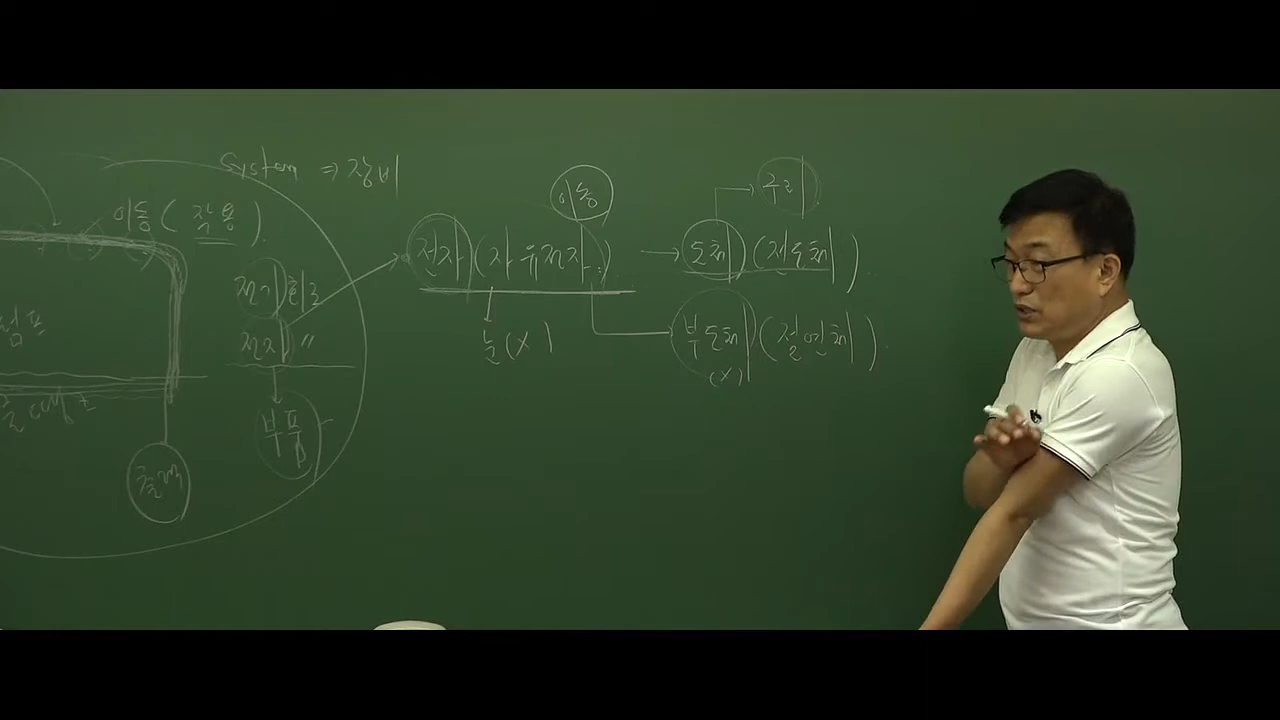 System ⇒ 장비
이동 ( 작용 )
전기 회로
전자 〃
부품
출력
이동
전자 ( 자유전자 ) → 도체 ( 전도체 )
구리
눈(X)
부도체 ( 절연체 )
(X)